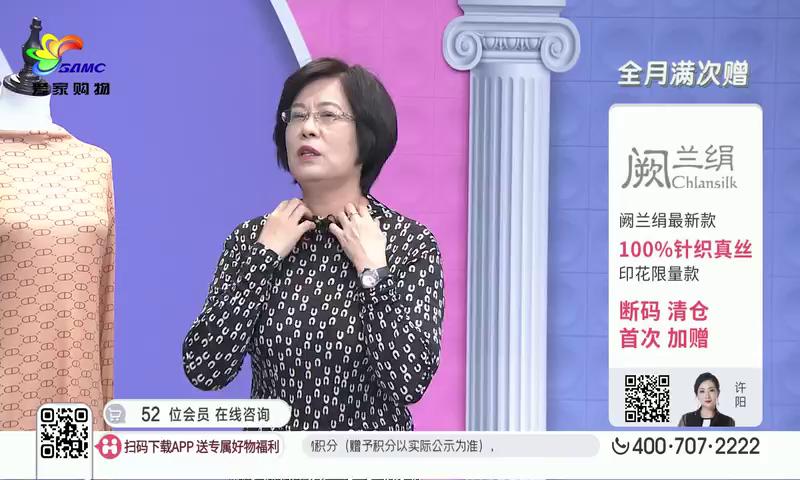 GAMC
爱家购物
全月满次赠
阙兰绢
Chlansilk
阙兰绢最新款
100%针织真丝
印花限量款
断码 清仓
首次 加赠
许阳
52 位会员 在线咨询
扫码下载APP 送专属好物福利
积分（赠予积分以实际公示为准），
400·707·2222